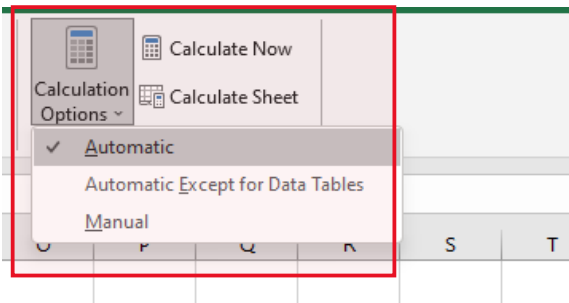 Calculation
Options
Calculate Now
Calculate Sheet
Automatic
Automatic Except for Data Tables
Manual
O P Q R S T